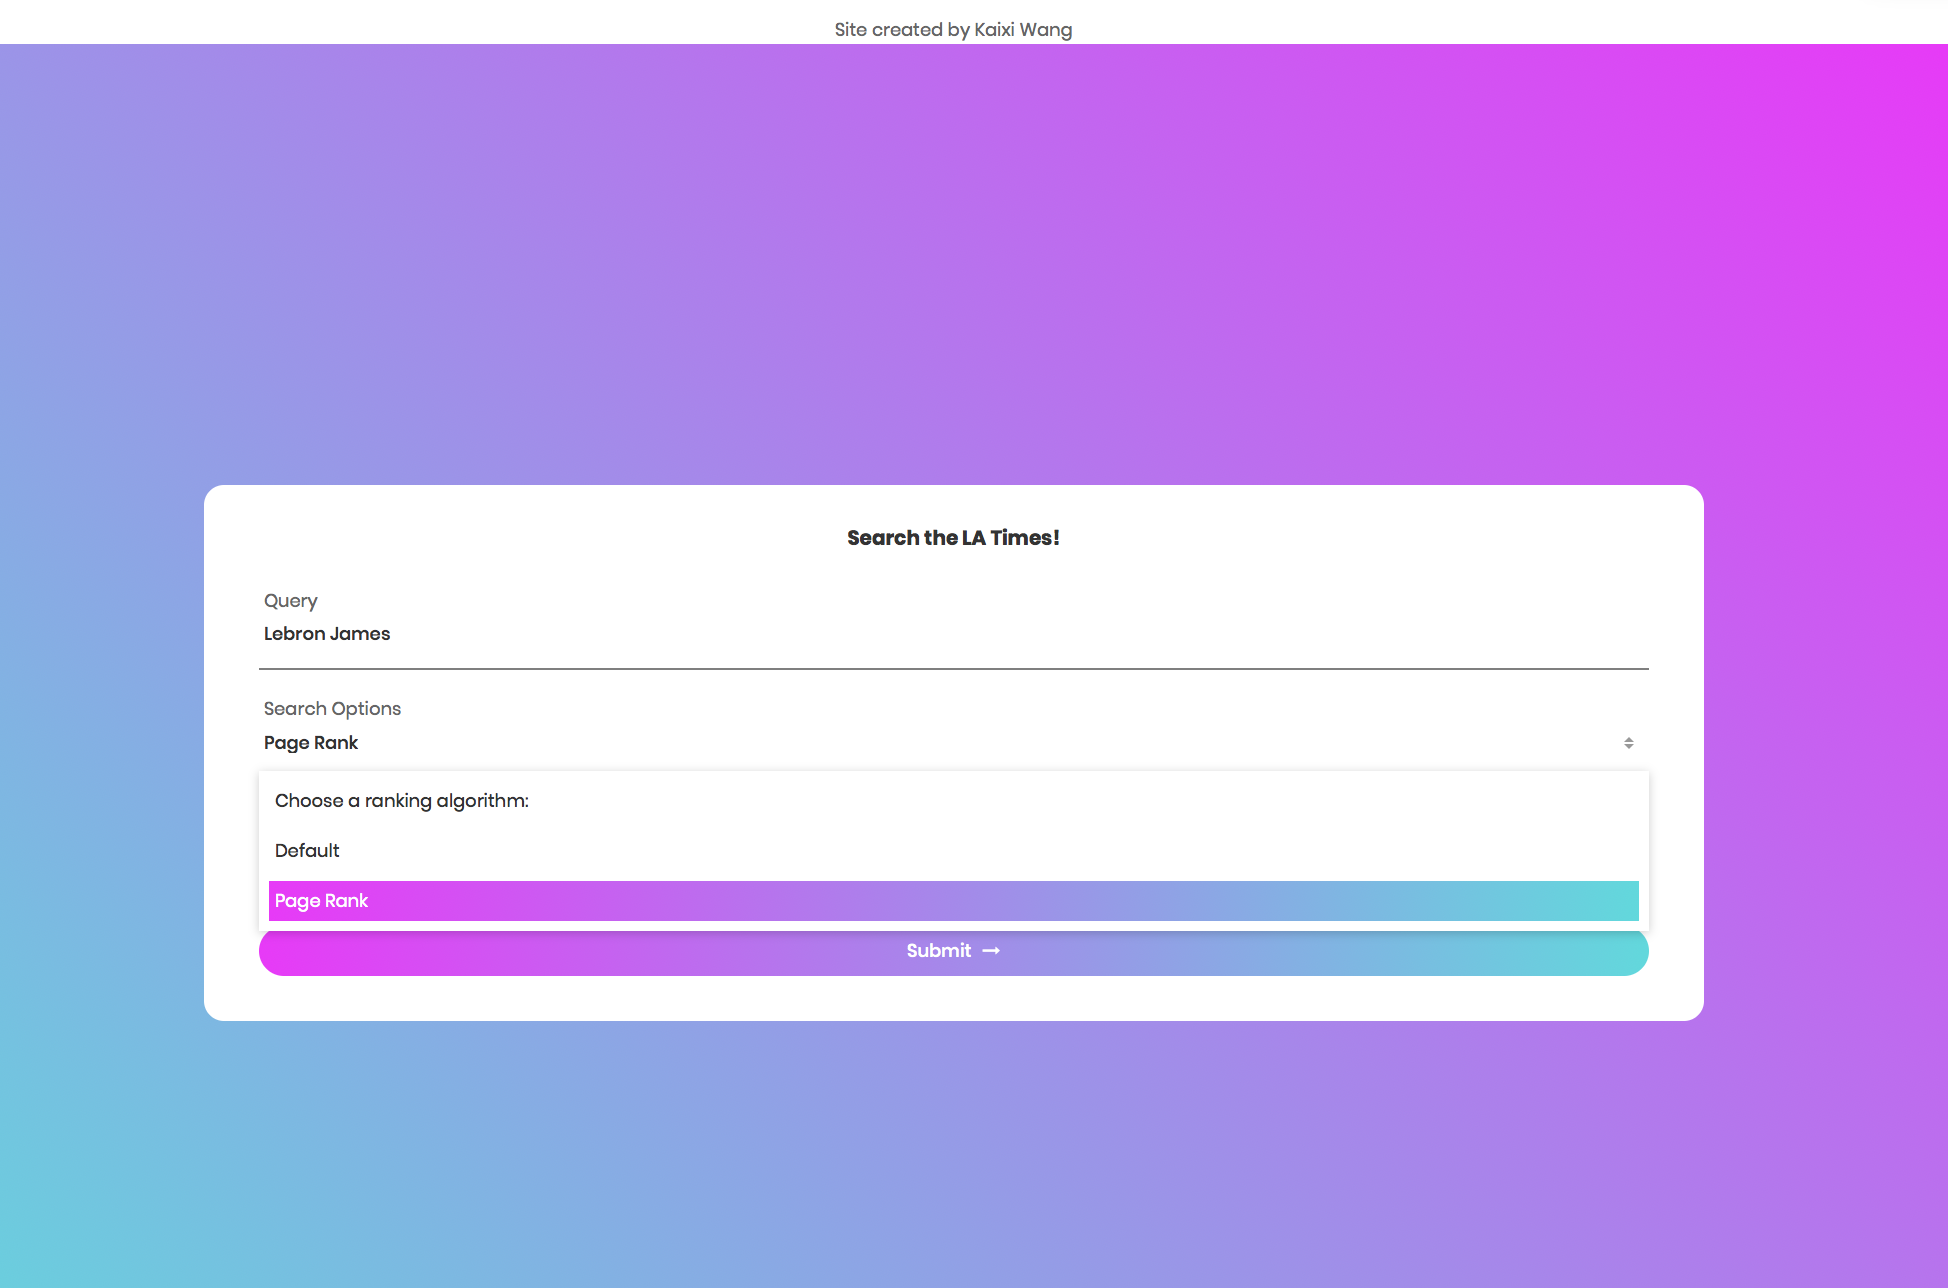 Site created by Kaixi Wang
Search the LA Times!
Query
Lebron James
Search Options
Page Rank
Choose a ranking algorithm:
Default
Page Rank
Submit →